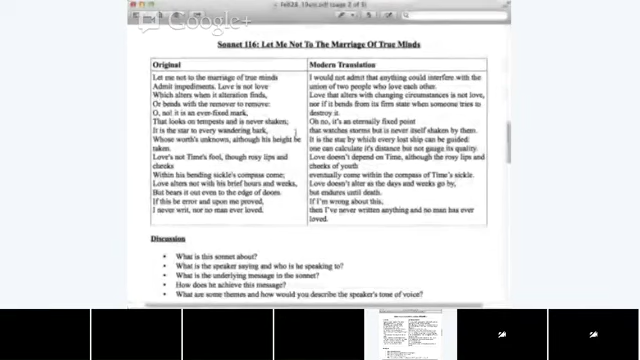 Google+
Sonnet 116: Let Me Not To The Marriage Of True Minds
Original
Let me not to the marriage of true minds
Admit impediments. Love is not love
Which alters when it alteration finds,
Or bends with the remover to remove:
O, no! it is an ever-fixed mark,
That looks on tempests and is never shaken;
It is the star to every wandering bark,
Whose worth's unknown, although his height be
taken.
Love's not Time's fool, though rosy lips and
cheeks
Within his bending sickle's compass come;
Love alters not with his brief hours and weeks,
But bears it out even to the edge of doom.
If this be error and upon me proved,
I never writ, nor no man ever loved.
Modern Translation
I would not admit that anything could interfere with the
union of two people who love each other.
Love that alters with changing circumstances is not love,
nor if it bends from its firm state when someone tries to
destroy it.
Oh no, it's an eternally fixed point
that watches storms but is never itself shaken by them.
It is the star by which every lost ship can be guided:
one can calculate it's distance but not gauge its quality.
Love doesn't depend on Time, although the rosy lips and
cheeks of youth
eventually come within the compass of Time's sickle.
Love doesn't alter as the days and weeks go by,
but endures until death.
If I'm wrong about this,
then I've never written anything and no man has ever
loved.
Discussion
• What is this sonnet about?
• What is the speaker saying and who is he speaking to?
• What is the underlying message in the sonnet?
• How does he achieve this message?
• What are some themes and how would you describe the speaker's tone of voice?